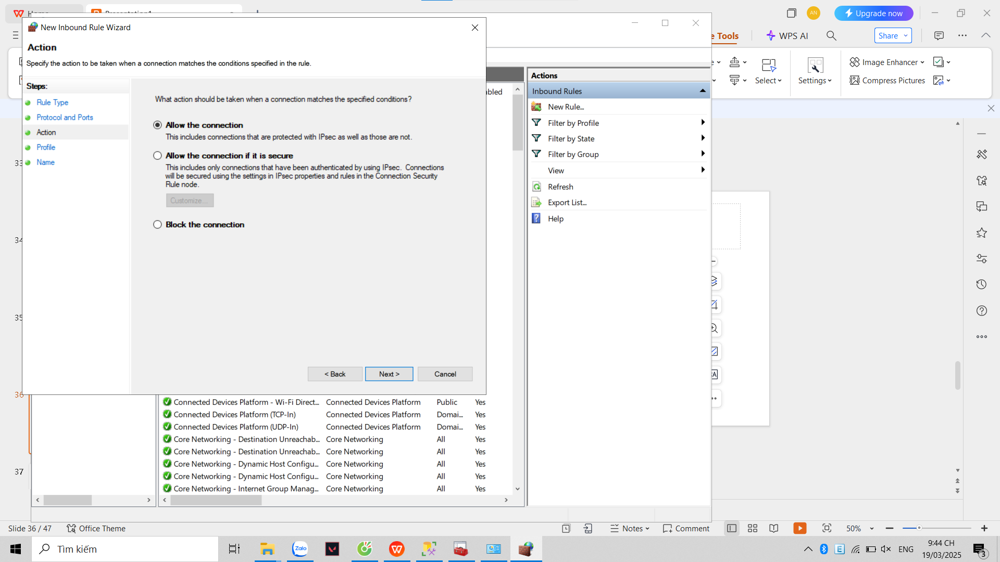 New Inbound Rule Wizard
Action
Specify the action to be taken when a connection matches the conditions specified in the rule.
Steps:
Rule Type
Protocol and Ports
Action
Profile
Name
What action should be taken when a connection matches the specified conditions?
Allow the connection
This includes connections that are protected with IPsec as well as those are not.
Allow the connection if it is secure
This includes only connections that have been authenticated by using IPsec. Connections
will be secured using the settings in IPsec properties and rules in the Connection Security
Rule node.
Customize...
Block the connection
< Back
Next >
Cancel
Actions
Inbound Rules
New Rule...
Filter by Profile
Filter by State
Filter by Group
View
Refresh
Export List...
Help
Connected Devices Platform - Wi-Fi Direct... Connected Devices Platform Public Yes
Connected Devices Platform (TCP-In) Connected Devices Platform Domai... Yes
Connected Devices Platform (UDP-In) Connected Devices Platform Domai... Yes
Core Networking - Destination Unreachab... Core Networking All Yes
Core Networking - Destination Unreachab... Core Networking All Yes
Core Networking - Dynamic Host Configu... Core Networking All Yes
Core Networking - Dynamic Host Configu... Core Networking All Yes
Core Networking - Internet Group Manag... Core Networking All Yes
AN
Upgrade now
Tools
WPS AI
Share
Select
Settings
Image Enhancer
Compress Pictures
33
34
35
36
37
Slide 36 / 47
Office Theme
Notes
Comment
50%
Tìm kiếm
Zalo
ENG
9:44 CH
19/03/2025
3